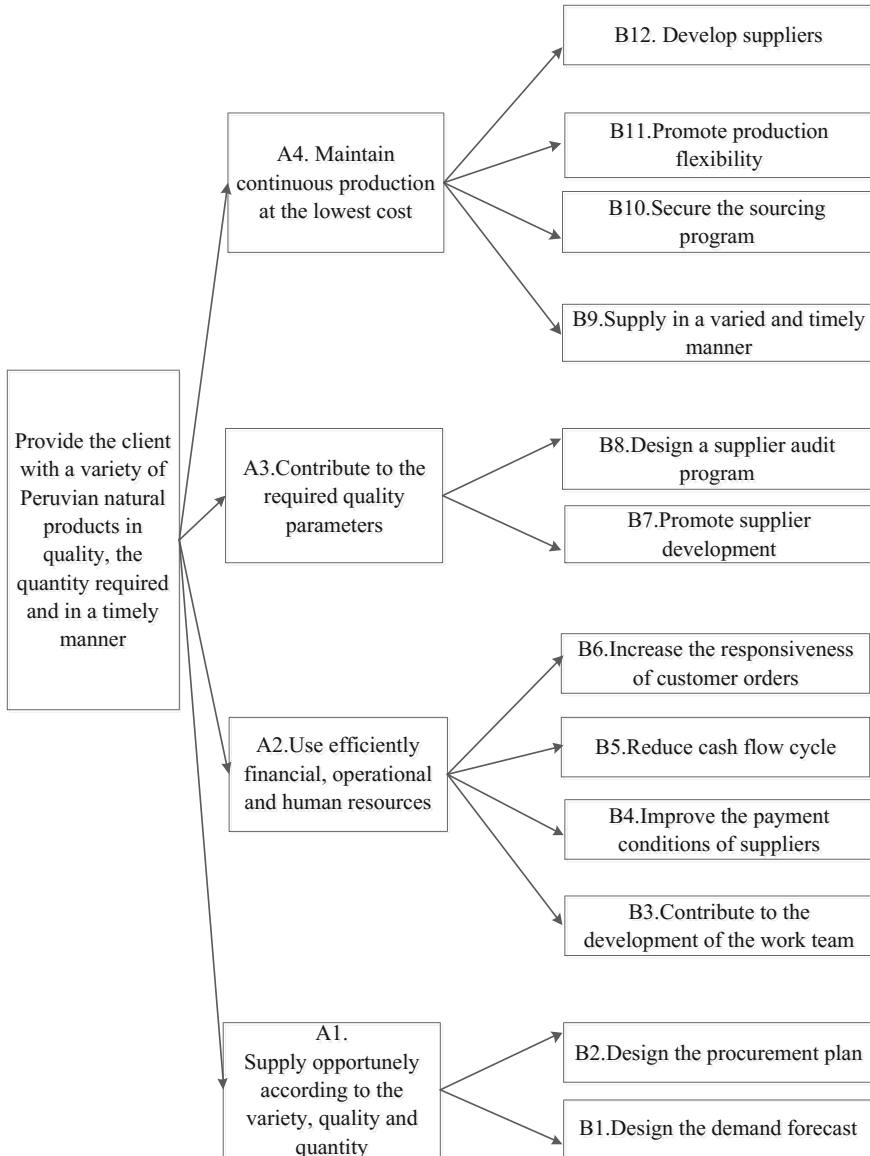 Provide the client
with a variety of
Peruvian natural
products in
quality, the
quantity required
and in a timely
manner
A4. Maintain
continuous production
at the lowest cost
B12. Develop suppliers
B11.Promote production
flexibility
B10.Secure the sourcing
program
B9.Supply in a varied and timely
manner
A3.Contribute to the
required quality
parameters
B8.Design a supplier audit
program
B7.Promote supplier
development
A2.Use efficiently
financial, operational
and human resources
B6.Increase the responsiveness
of customer orders
B5.Reduce cash flow cycle
B4.Improve the payment
conditions of suppliers
B3.Contribute to the
development of the work team
A1.
Supply opportunely
according to the
variety, quality and
quantity
B2.Design the procurement plan
B1.Design the demand forecast